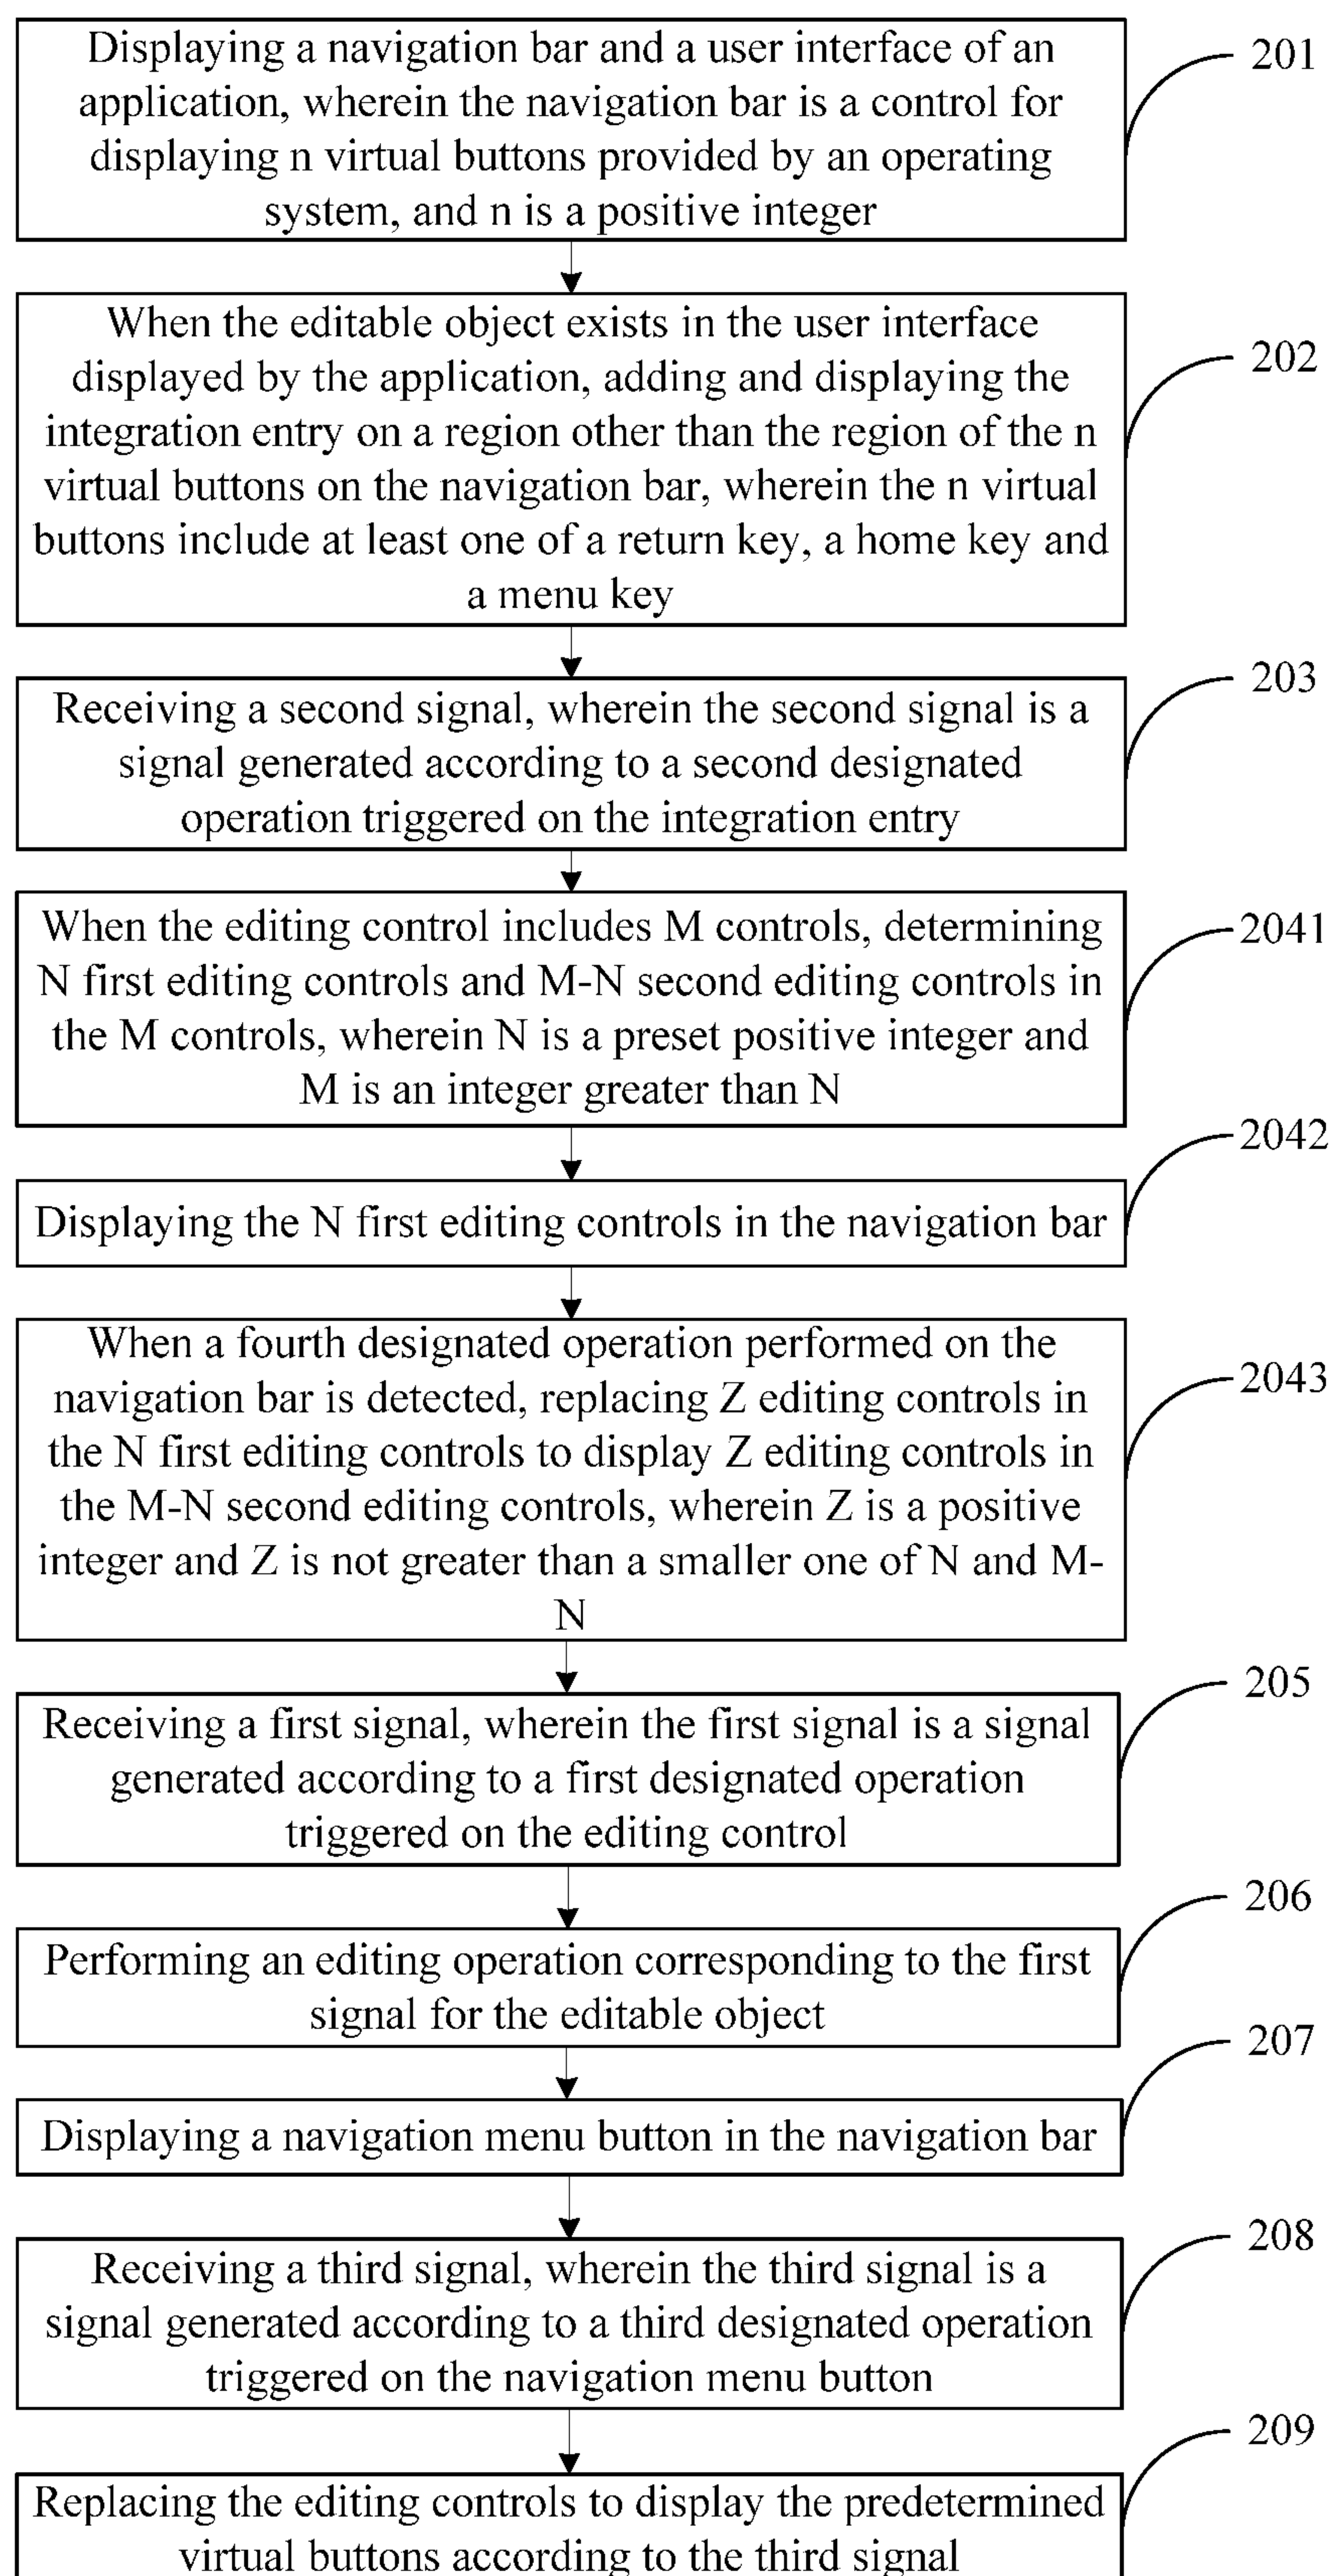 Displaying a navigation bar and a user interface of an
application, wherein the navigation bar is a control for
displaying n virtual buttons provided by an operating
system, and n is a positive integer
201
When the editable object exists in the user interface
displayed by the application, adding and displaying the
integration entry on a region other than the region of the n
virtual buttons on the navigation bar, wherein the n virtual
buttons include at least one of a return key, a home key and
a menu key
202
Receiving a second signal, wherein the second signal is a
signal generated according to a second designated
operation triggered on the integration entry
203
When the editing control includes M controls, determining
N first editing controls and M-N second editing controls in
the M controls, wherein N is a preset positive integer and
M is an integer greater than N
2041
Displaying the N first editing controls in the navigation bar
2042
When a fourth designated operation performed on the
navigation bar is detected, replacing Z editing controls in
the N first editing controls to display Z editing controls in
the M-N second editing controls, wherein Z is a positive
integer and Z is not greater than a smaller one of N and M-
N
2043
Receiving a first signal, wherein the first signal is a signal
generated according to a first designated operation
triggered on the editing control
205
Performing an editing operation corresponding to the first
signal for the editable object
206
Displaying a navigation menu button in the navigation bar
207
Receiving a third signal, wherein the third signal is a
signal generated according to a third designated operation
triggered on the navigation menu button
208
Replacing the editing controls to display the predetermined
virtual buttons according to the third signal
209